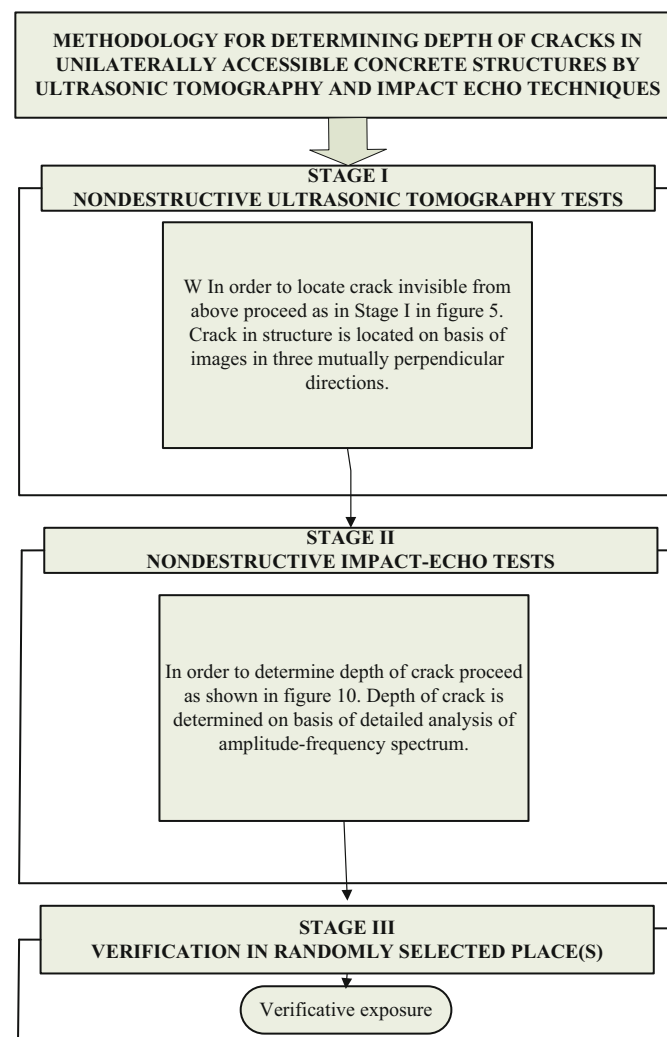 METHODOLOGY FOR DETERMINING DEPTH OF CRACKS IN
UNILATERALLY ACCESSIBLE CONCRETE STRUCTURES BY
ULTRASONIC TOMOGRAPHY AND IMPACT ECHO TECHNIQUES
STAGE I
NONDESTRUCTIVE ULTRASONIC TOMOGRAPHY TESTS
W In order to locate crack invisible from
above proceed as in Stage I in figure 5.
Crack in structure is located on basis of
images in three mutually perpendicular
directions.
STAGE II
NONDESTRUCTIVE IMPACT-ECHO TESTS
In order to determine depth of crack proceed
as shown in figure 10. Depth of crack is
determined on basis of detailed analysis of
amplitude-frequency spectrum.
STAGE III
VERIFICATION IN RANDOMLY SELECTED PLACE(S)
Verificative exposure